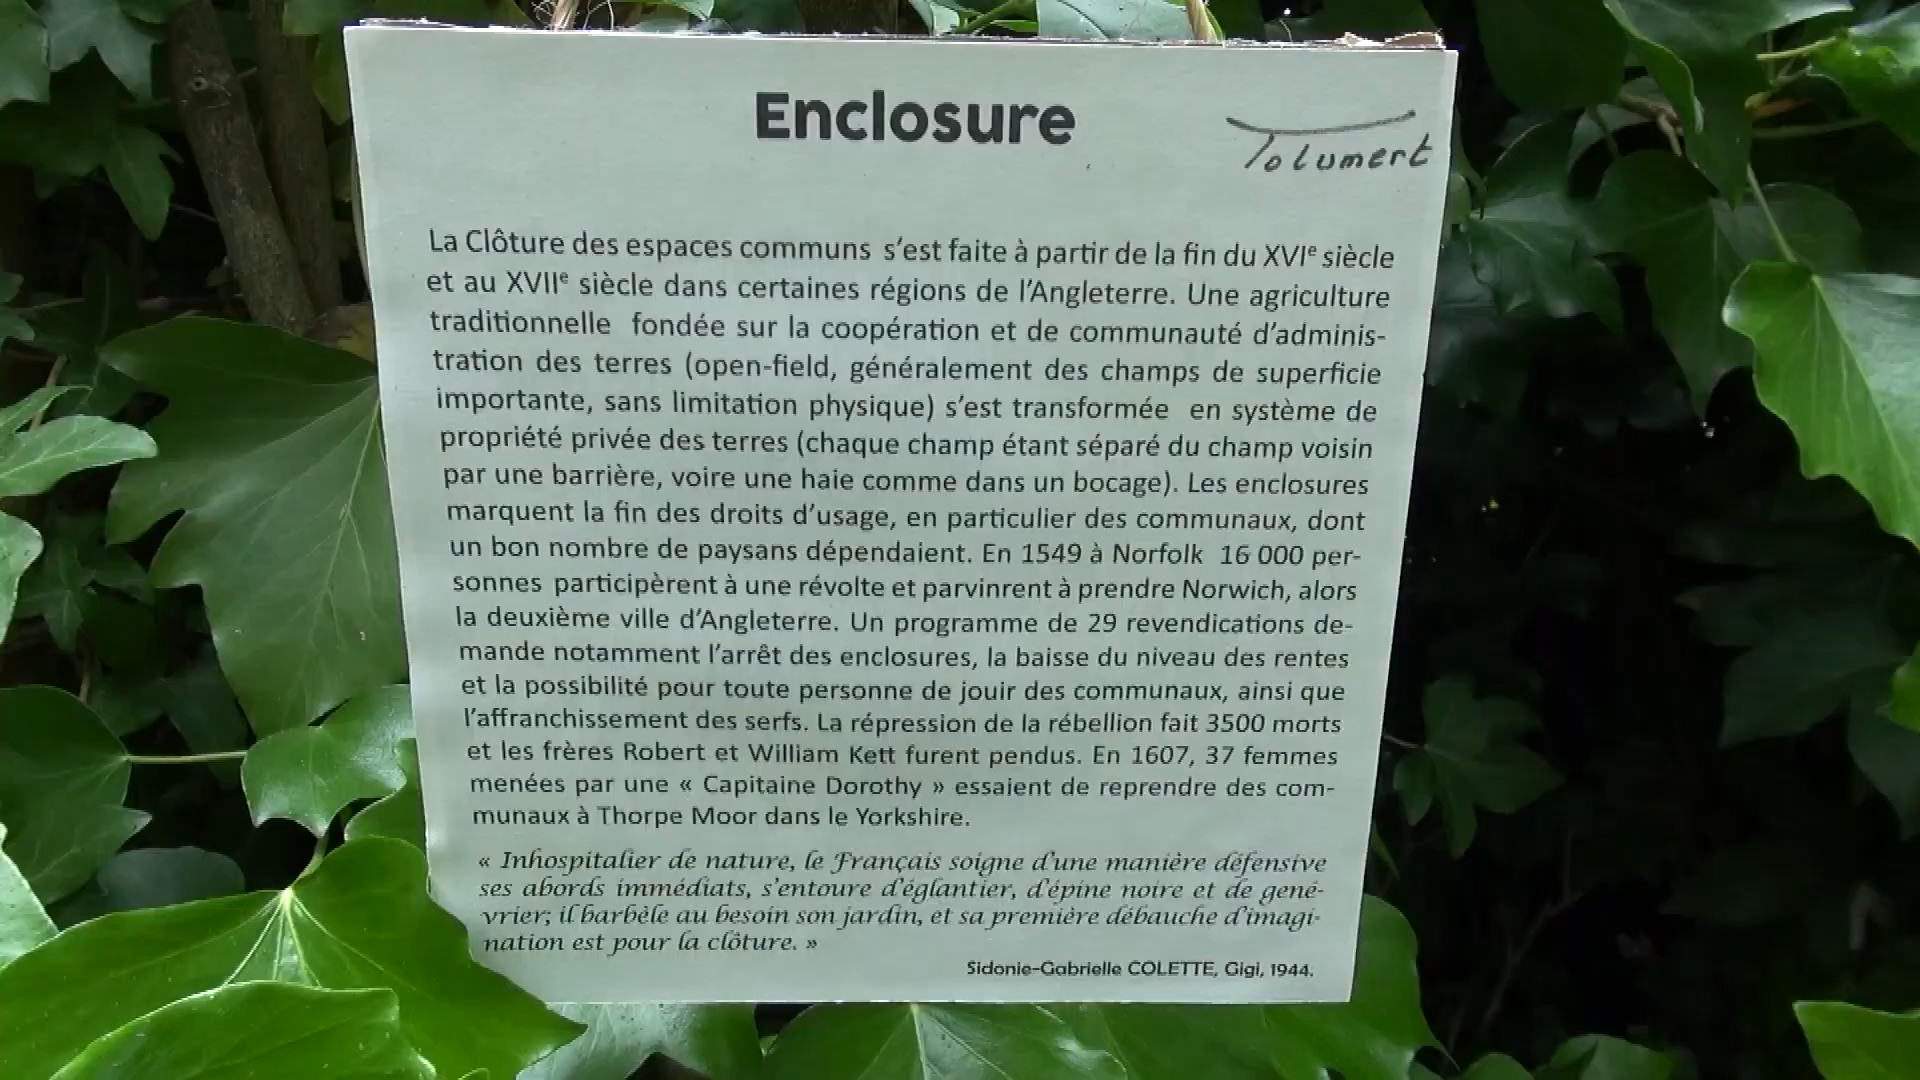 Enclosure
Tolumert
La Clôture des espaces communs s'est faite à partir de la fin du XVIe siècle
et au XVIIe siècle dans certaines régions de l'Angleterre. Une agriculture
traditionnelle fondée sur la coopération et de communauté d'adminis-
tration des terres (open-field, généralement des champs de superficie
importante, sans limitation physique) s'est transformée en système de
propriété privée des terres (chaque champ étant séparé du champ voisin
par une barrière, voire une haie comme dans un bocage). Les enclosures
marquent la fin des droits d'usage, en particulier des communaux, dont
un bon nombre de paysans dépendaient. En 1549 à Norfolk 16 000 per-
sonnes participèrent à une révolte et parvinrent à prendre Norwich, alors
la deuxième ville d'Angleterre. Un programme de 29 revendications de-
mande notamment l'arrêt des enclosures, la baisse du niveau des rentes
et la possibilité pour toute personne de jouir des communaux, ainsi que
l'affranchissement des serfs. La répression de la rébellion fait 3500 morts
et les frères Robert et William Kett furent pendus. En 1607, 37 femmes
menées par une « Capitaine Dorothy » essaient de reprendre des com-
munaux à Thorpe Moor dans le Yorkshire.
« Inhospitalier de nature, le Français soigne d'une manière défensive
ses abords immédiats, s'entoure d'églantier, d'épine noire et de gené-
vrier; il barbèle au besoin son jardin, et sa première débauche d'imagi-
nation est pour la clôture. »
Sidonie-Gabrielle COLETTE, Gigi, 1944.